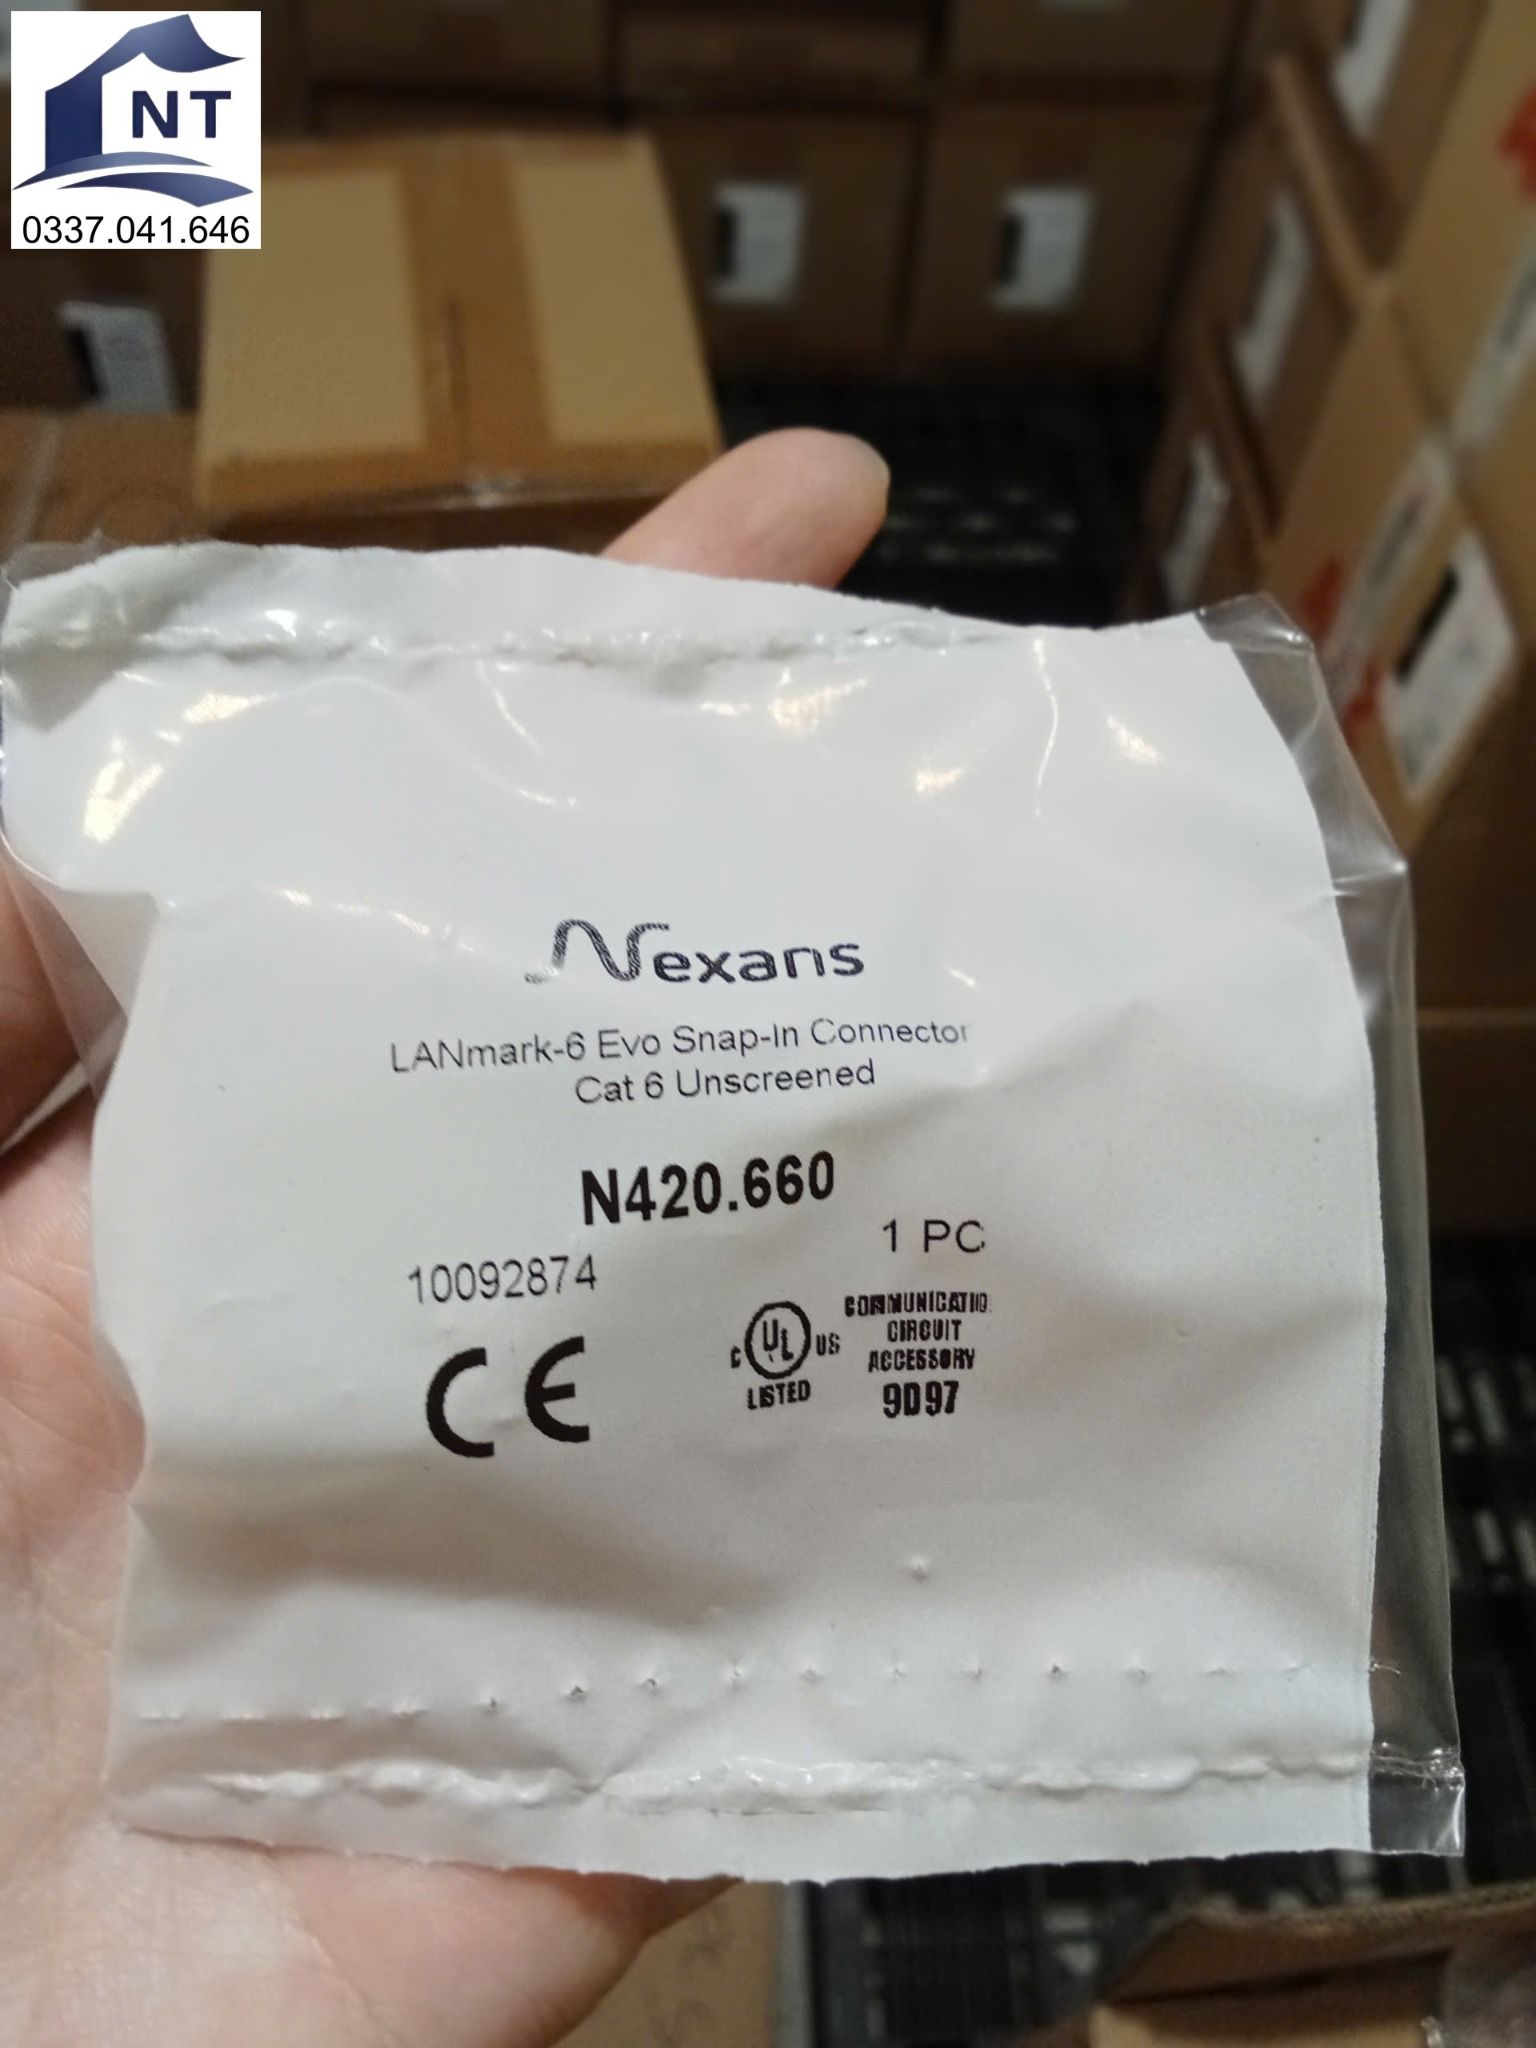 NT
0337.041.646
Nexans
LANmark-6 Evo Snap-In Connector
Cat 6 Unscreened
N420.660
1 PC
10092874
CE
C UL US
LISTED
COMMUNICATIO
CIRCUIT
ACCESSORY
9D97